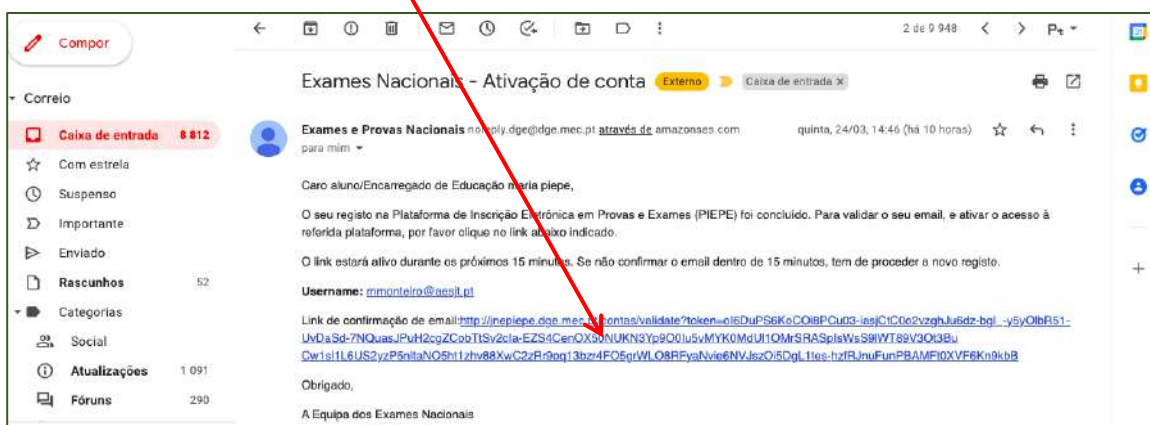 2 de 9 948
Pt
Compor
Exames Nacionais - Ativação de conta Externo Caixa de entrada x
Correio
Caixa de entrada 8 812
Exames e Provas Nacionais noreply.dge@dge.mec.pt através de amazonses.com quinta, 24/03, 14:46 (há 10 horas)
para mim
Com estrela
Caro aluno/Encarregado de Educação maria piepe,
Suspenso
O seu registo na Plataforma de Inscrição Eletrónica em Provas e Exames (PIEPE) foi concluído. Para validar o seu email, e ativar o acesso à
Importante
referida plataforma, por favor clique no link abaixo indicado.
Enviado
O link estará ativo durante os próximos 15 minutos. Se não confirmar o email dentro de 15 minutos, tem de proceder a novo registo.
Rascunhos 52
Username: mmonteiro@aesjt.pt
Categorias
Link de confirmação de email:
Social
Atualizações 1 091
Obrigado,
Fóruns 290
A Equipa dos Exames Nacionais